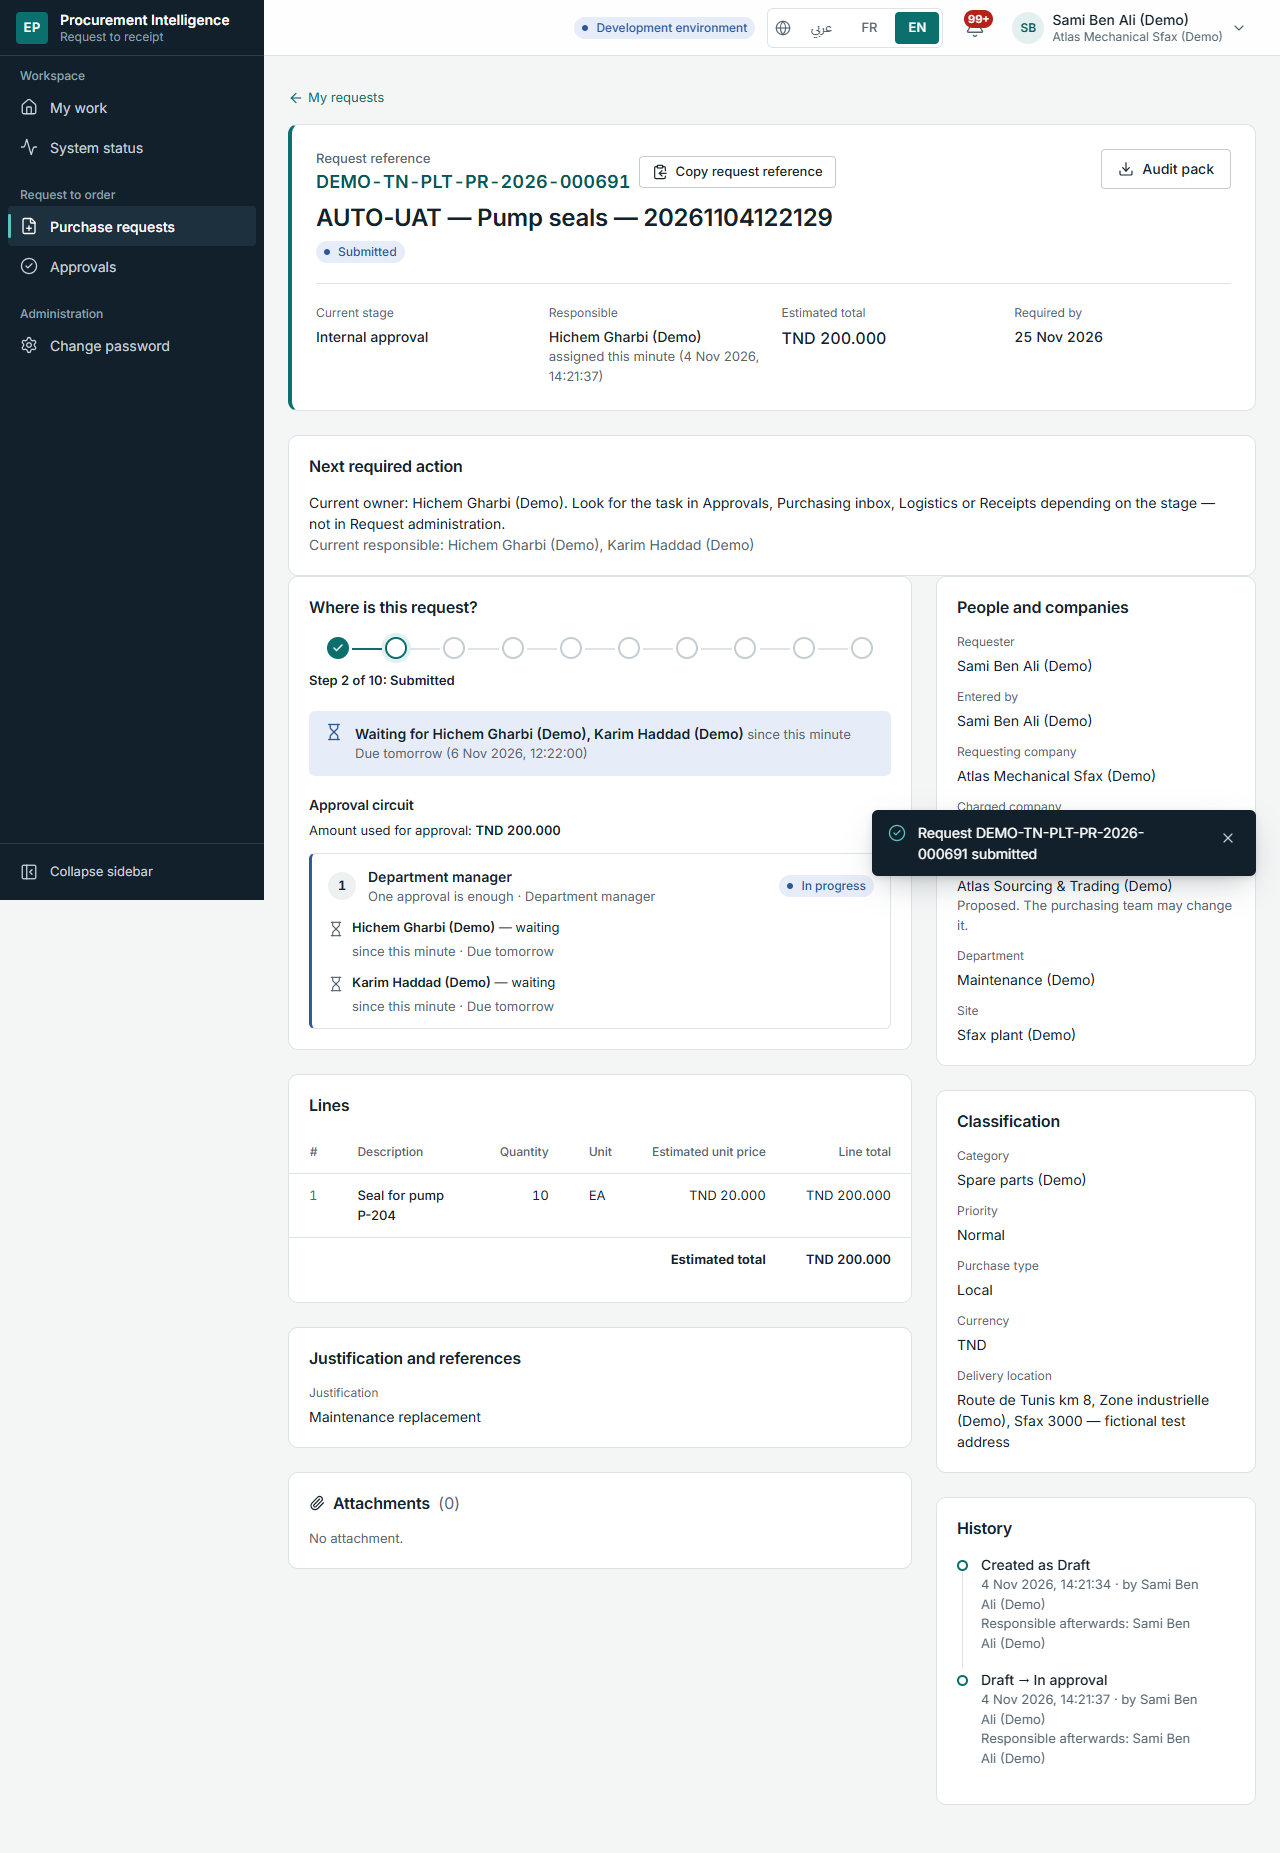 EP
Procurement Intelligence
Request to receipt
Development environment
عربي
FR
EN
99+
SB
Sami Ben Ali (Demo)
Atlas Mechanical Sfax (Demo)
Workspace
My work
System status
Request to order
Purchase requests
Approvals
Administration
Change password
Collapse sidebar
My requests
Request reference
DEMO-TN-PLT-PR-2026-000691
Copy request reference
Audit pack
AUTO-UAT — Pump seals — 20261104122129
Submitted
Current stage
Internal approval
Responsible
Hichem Gharbi (Demo)
assigned this minute (4 Nov 2026,
14:21:37)
Estimated total
TND 200.000
Required by
25 Nov 2026
Next required action
Current owner: Hichem Gharbi (Demo). Look for the task in Approvals, Purchasing inbox, Logistics or Receipts depending on the stage —
not in Request administration.
Current responsible: Hichem Gharbi (Demo), Karim Haddad (Demo)
Where is this request?
Step 2 of 10: Submitted
Waiting for Hichem Gharbi (Demo), Karim Haddad (Demo) since this minute
Due tomorrow (6 Nov 2026, 12:22:00)
Approval circuit
Amount used for approval: TND 200.000
1
Department manager
One approval is enough · Department manager
In progress
Hichem Gharbi (Demo) — waiting
since this minute · Due tomorrow
Karim Haddad (Demo) — waiting
since this minute · Due tomorrow
Lines
# Description Quantity Unit Estimated unit price Line total
1 Seal for pump 10 EA TND 20.000 TND 200.000
P-204
Estimated total TND 200.000
Justification and references
Justification
Maintenance replacement
Attachments (0)
No attachment.
People and companies
Requester
Sami Ben Ali (Demo)
Entered by
Sami Ben Ali (Demo)
Requesting company
Atlas Mechanical Sfax (Demo)
Charged company
Request DEMO-TN-PLT-PR-2026-
000691 submitted
Atlas Sourcing & Trading (Demo)
Proposed. The purchasing team may change
it.
Department
Maintenance (Demo)
Site
Sfax plant (Demo)
Classification
Category
Spare parts (Demo)
Priority
Normal
Purchase type
Local
Currency
TND
Delivery location
Route de Tunis km 8, Zone industrielle
(Demo), Sfax 3000 — fictional test
address
History
Created as Draft
4 Nov 2026, 14:21:34 · by Sami Ben
Ali (Demo)
Responsible afterwards: Sami Ben
Ali (Demo)
Draft → In approval
4 Nov 2026, 14:21:37 · by Sami Ben
Ali (Demo)
Responsible afterwards: Sami Ben
Ali (Demo)